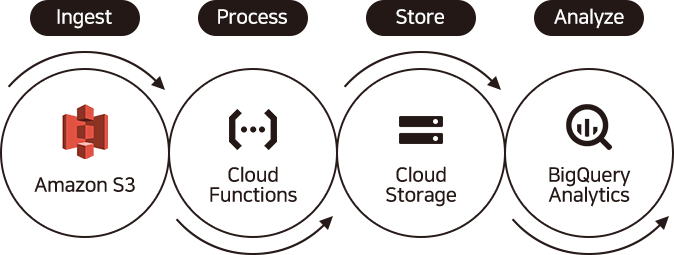 Ingest
Process
Store
Analyze
Amazon S3
Cloud
Functions
Cloud
Storage
BigQuery
Analytics